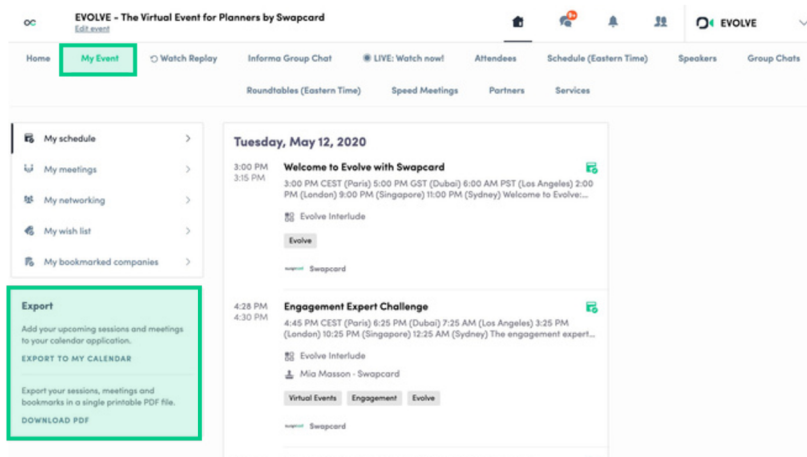 EVOLVE - The Virtual Event for Planners by Swapcard
Edit event
9+
EVOLVE
Home
My Event
Watch Replay
Informa Group Chat
LIVE: Watch now!
Attendees
Schedule (Eastern Time)
Speakers
Group Chats
Roundtables (Eastern Time)
Speed Meetings
Partners
Services
My schedule
My meetings
My networking
My wish list
My bookmarked companies
Export
Add your upcoming sessions and meetings
to your calendar application.
EXPORT TO MY CALENDAR
Export your sessions, meetings and
bookmarks in a single printable PDF file.
DOWNLOAD PDF
Tuesday, May 12, 2020
3:00 PM
3:15 PM
Welcome to Evolve with Swapcard
3:00 PM CEST (Paris) 5:00 PM GST (Dubai) 6:00 AM PST (Los Angeles) 2:00
PM (London) 9:00 PM (Singapore) 11:00 PM (Sydney) Welcome to Evolve:...
Evolve Interlude
Evolve
Swapcard
4:28 PM
4:30 PM
Engagement Expert Challenge
4:45 PM CEST (Paris) 6:25 PM (Dubai) 7:25 AM (Los Angeles) 3:25 PM
(London) 10:25 PM (Singapore) 12:25 AM (Sydney) The engagement expert...
Evolve Interlude
Mia Masson - Swapcard
Virtual Events
Engagement
Evolve
Swapcard